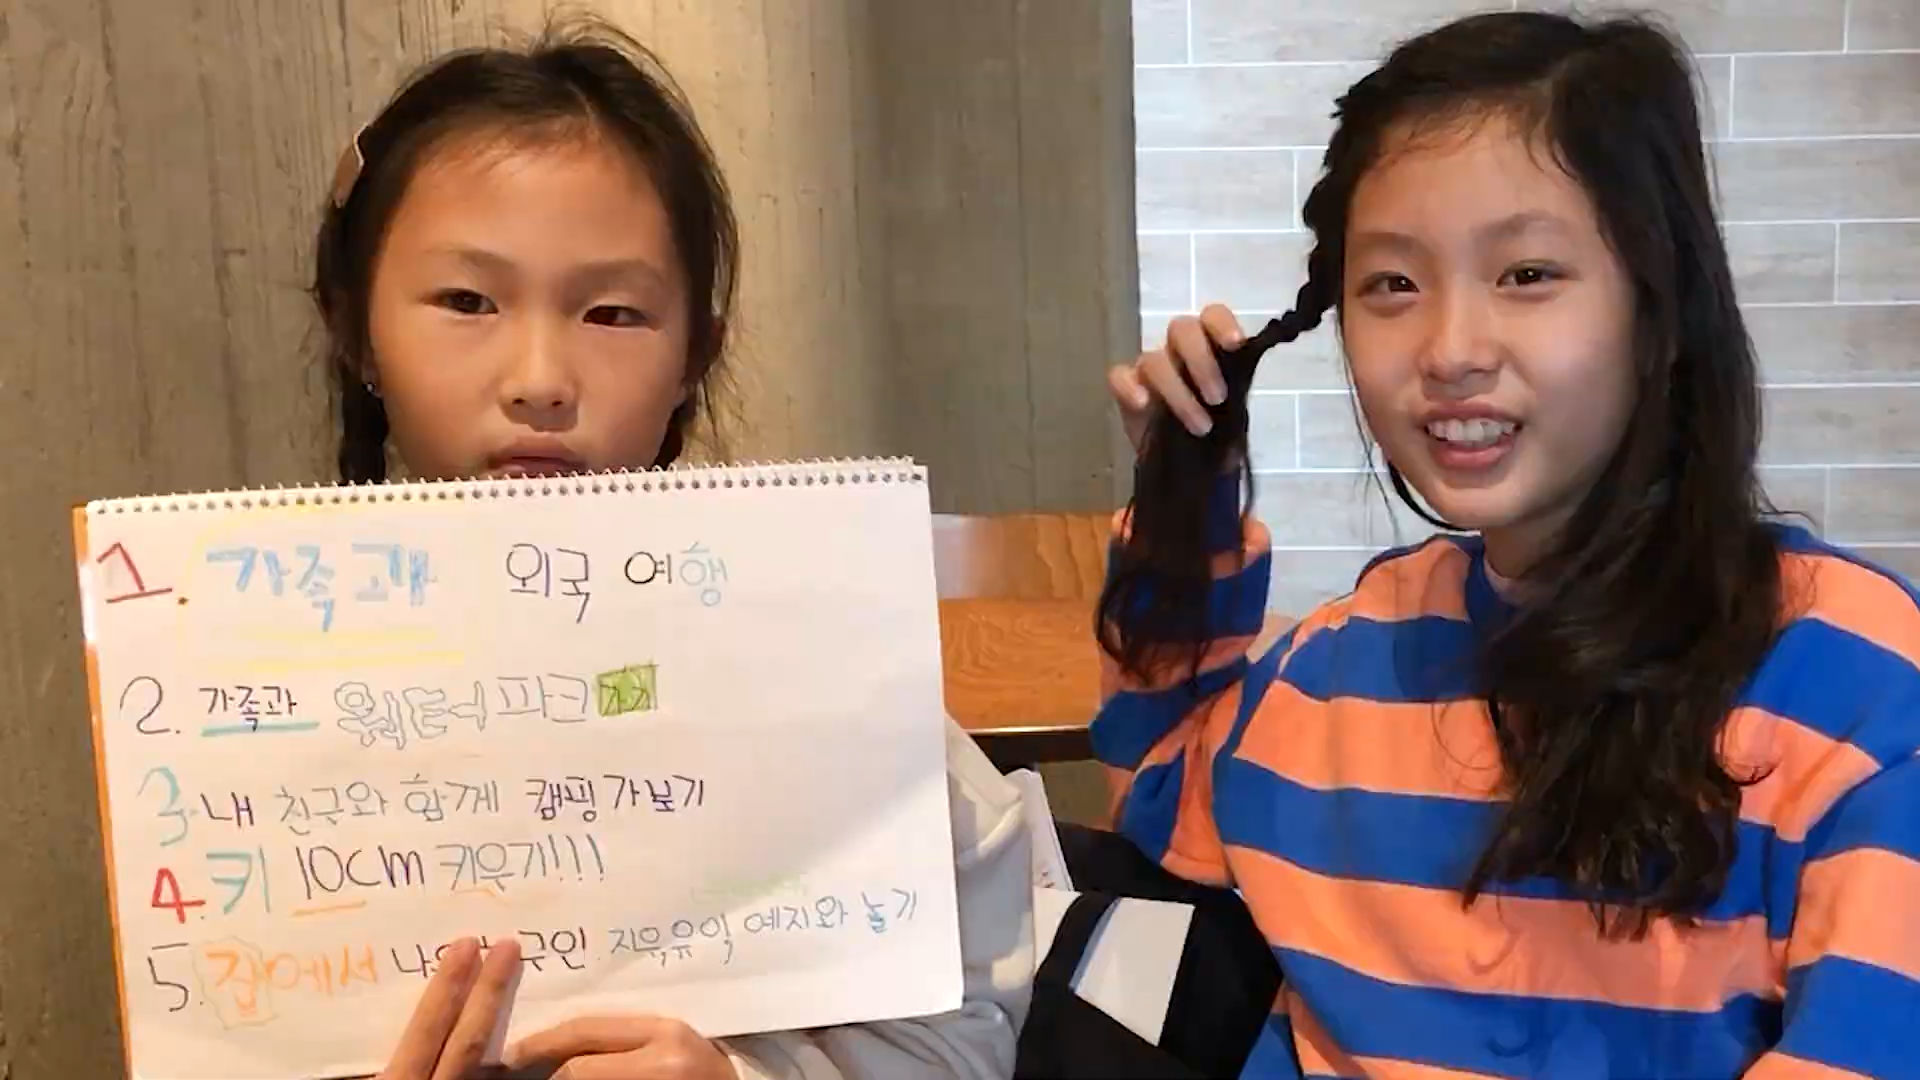 1. 가족과 외국 여행
2. 가족과 워터파크 가기
3. 내 친구와 함께 캠핑 가보기
4. 키 10cm 키우기!!!
5. 집에서 예지와 놀기